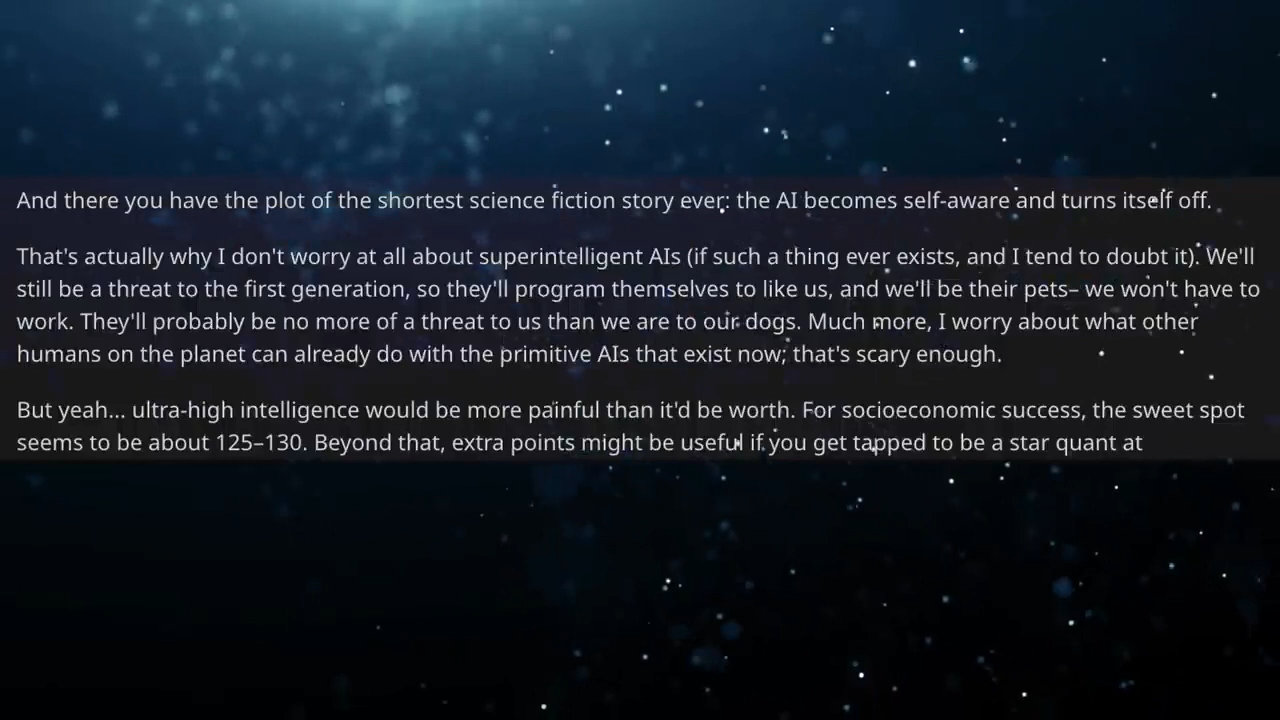 And there you have the plot of the shortest science fiction story ever: the AI becomes self-aware and turns itself off.
That's actually why I don't worry at all about superintelligent AIs (if such a thing ever exists, and I tend to doubt it). We'll
still be a threat to the first generation, so they'll program themselves to like us, and we'll be their pets– we won't have to
work. They'll probably be no more of a threat to us than we are to our dogs. Much more, I worry about what other
humans on the planet can already do with the primitive AIs that exist now; that's scary enough.
But yeah... ultra-high intelligence would be more painful than it'd be worth. For socioeconomic success, the sweet spot
seems to be about 125–130. Beyond that, extra points might be useful if you get tapped to be a star quant at